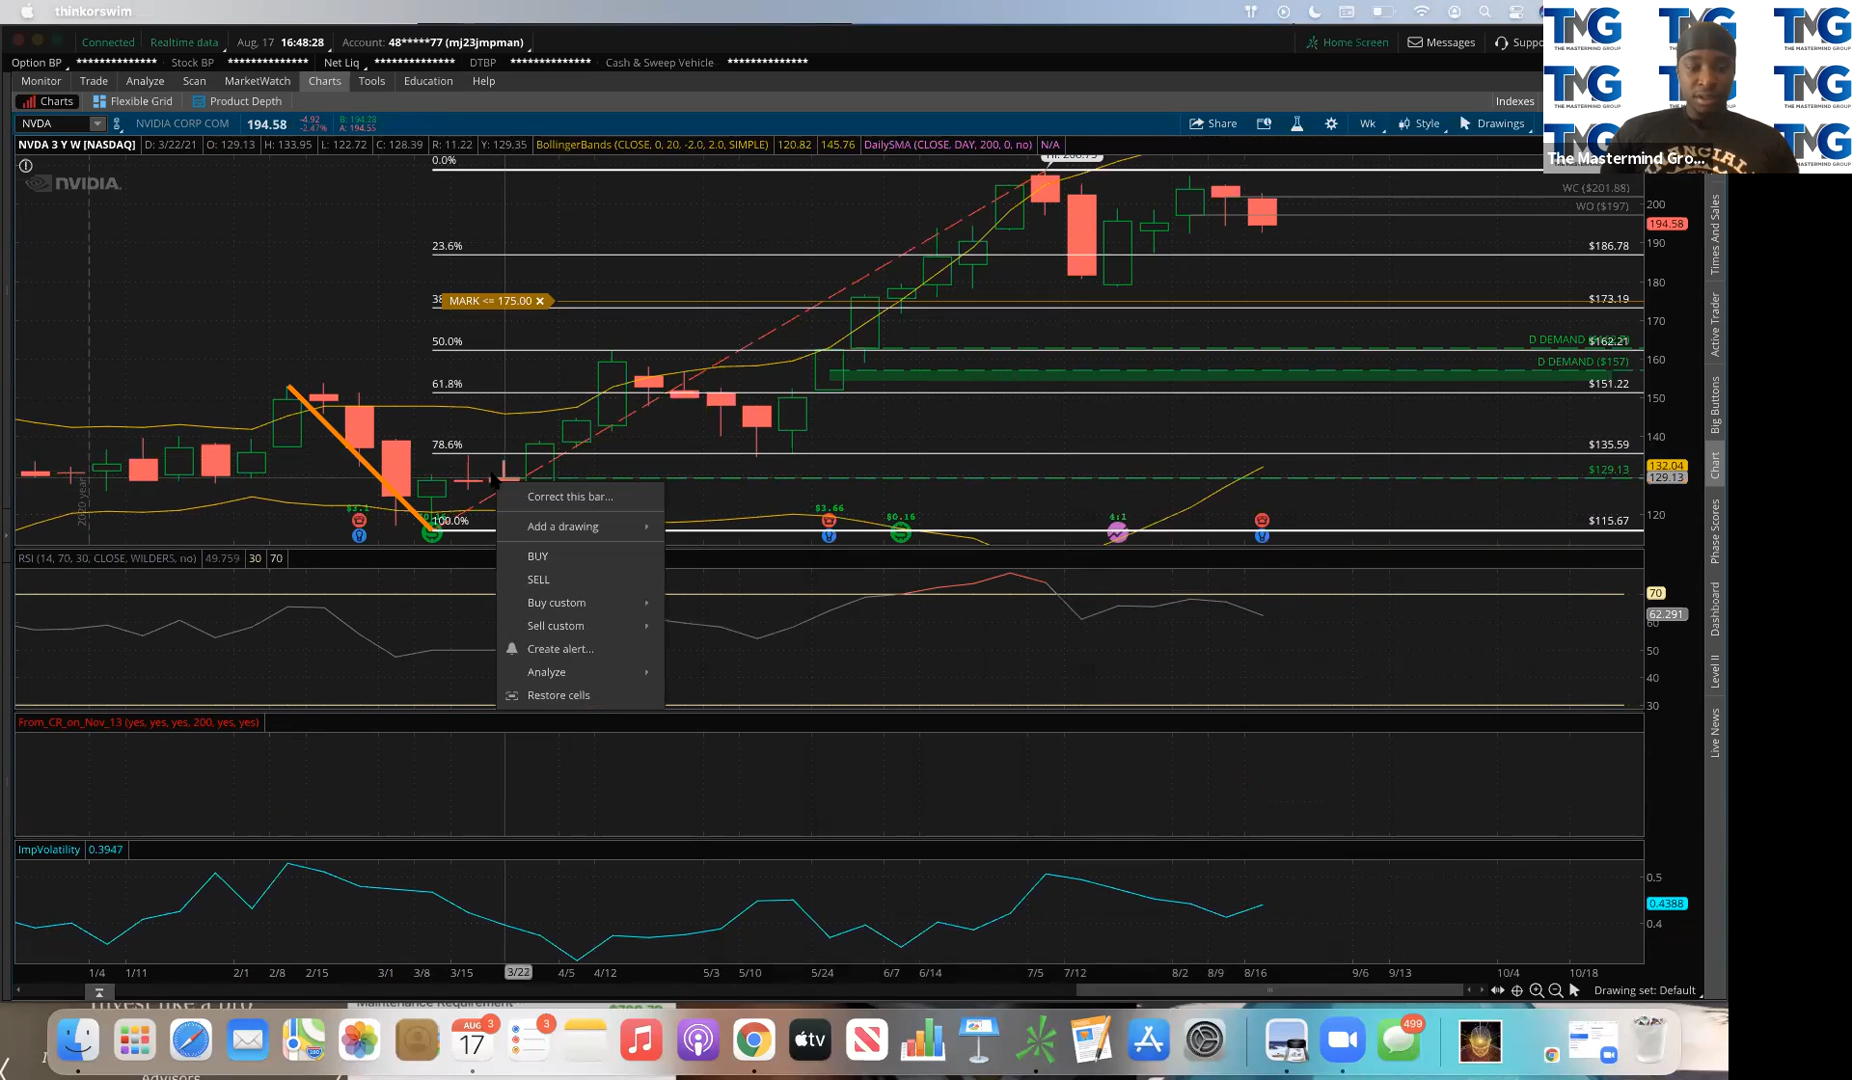 thinkorswim
Connected Realtime data Aug, 17 16:48:28 Account: 48*****77 (mj23jmpman) Home Screen Messages Suppo
Option BP ************** Stock BP ************** Net Liq ************** DTBP ************** Cash & Sweep Vehicle **************
Monitor Trade Analyze Scan MarketWatch Charts Tools Education Help
Charts Flexible Grid Product Depth Indexes
NVDA NVIDIA CORP COM 194.58 -4.92 -2.47% B: 194.28 A: 194.55 Share Wk Style Drawings
NVDA 3 Y W [NASDAQ] D: 3/22/21 O: 129.13 H: 133.95 L: 122.72 C: 128.39 R: 11.22 Y: 129.35 BollingerBands (CLOSE, 0, 20, -2.0, 2.0, SIMPLE) 120.82 145.76 DailySMA (CLOSE, DAY, 200, 0, no) N/A
TMG THE MASTERMIND GROUP
The Mastermind Gro...
NVIDIA.
0.0%
WC ($201.88)
200
WO ($197)
194.58
190
23.6%
$186.78
180
MARK <= 175.00
$173.19
170
D DEMAND
50.0%
$162.21
160
D DEMAND ($157)
61.8%
$151.22
150
140
78.6%
$135.59
132.04
$129.13
129.13
100.0%
120
$115.67
$3.1 $3.66 $0.16 4:1
2020 year
Correct this bar...
Add a drawing
BUY
SELL
Buy custom
Sell custom
Create alert...
Analyze
Restore cells
RSI (14, 70, 30, CLOSE, WILDERS, no) 49.759 30 70
70
62.291
60
50
40
30
From_CR_on_Nov_13 (yes, yes, yes, 200, yes, yes)
ImpVolatility 0.3947
0.5
0.4388
0.4
1/4 1/11 2/1 2/8 2/15 3/1 3/8 3/15 3/22 4/5 4/12 5/3 5/10 5/24 6/7 6/14 7/5 7/12 8/2 8/9 8/16 9/6 9/13 10/4 10/18
Drawing set: Default
Times And Sales
Active Trader
Big Buttons
Chart
Phase Scores
Dashboard
Level II
Live News
Invest like a pro
Maintenance Requirement
AUG 3
17
3
tv
499
Advisors